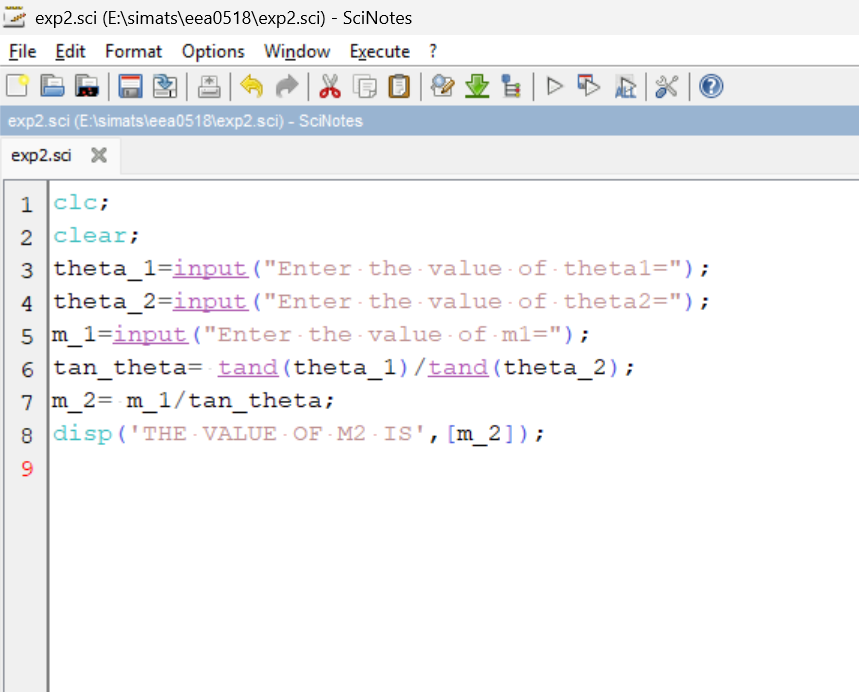 exp2.sci (E:\simats\eea0518\exp2.sci) - SciNotes
File Edit Format Options Window Execute ?
exp2.sci (E:\simats\eea0518\exp2.sci) - SciNotes
exp2.sci
1 clc;
2 clear;
3 theta_1=input("Enter the value of theta1=");
4 theta_2=input("Enter the value of theta2=");
5 m_1=input("Enter the value of m1=");
6 tan_theta= tand(theta_1)/tand(theta_2);
7 m_2= m_1/tan_theta;
8 disp('THE VALUE OF M2 IS',[m_2]);
9